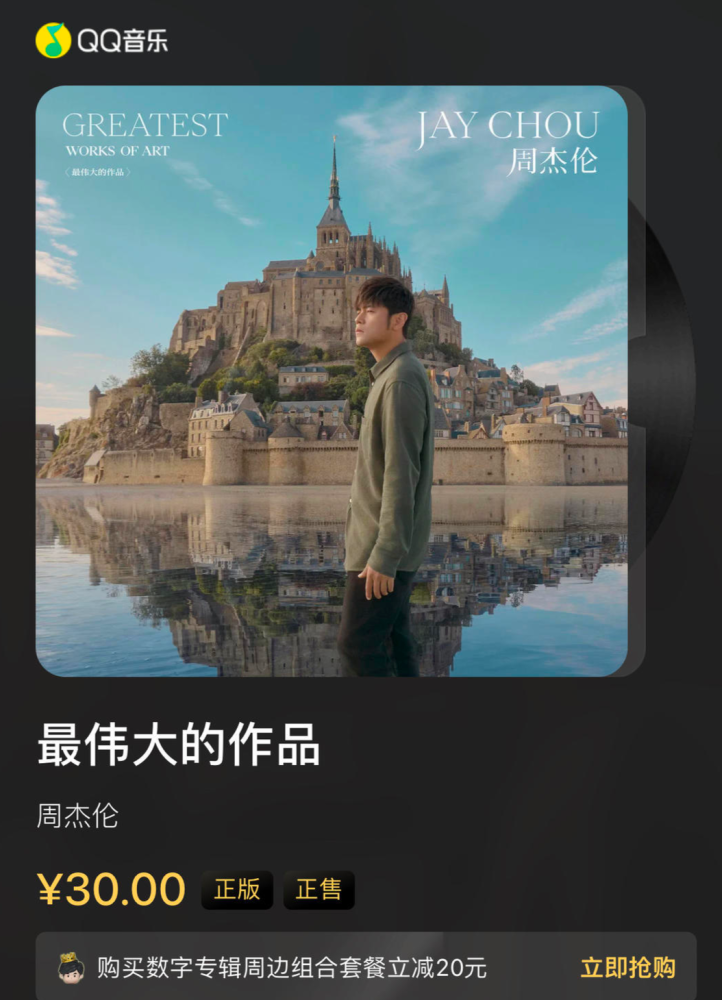 QQ音乐
GREATEST
WORKS OF ART
〈最伟大的作品〉
JAY CHOU
周杰伦
最伟大的作品
周杰伦
¥30.00 正版 正售
购买数字专辑周边组合套餐立减20元 立即抢购